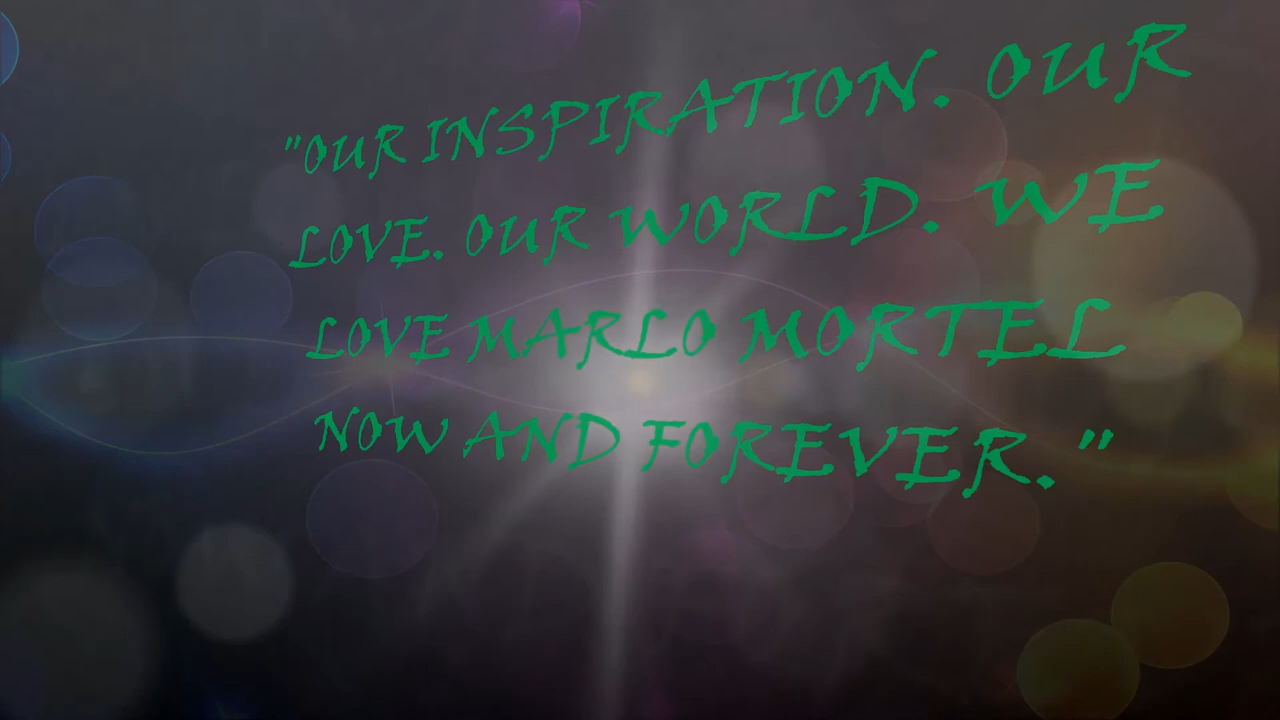 "OUR INSPIRATION. OUR
LOVE. OUR WORLD. WE
LOVE MARLO MORTEL
NOW AND FOREVER."